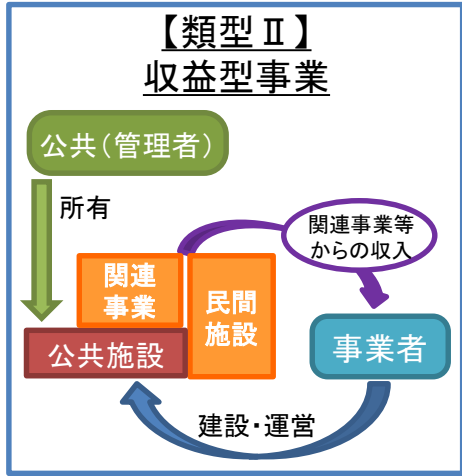 【類型Ⅱ】
収益型事業
公共(管理者)
所有
関連事業等
からの収入
関連
事業
民間
施設
公共施設
事業者
建設・運営